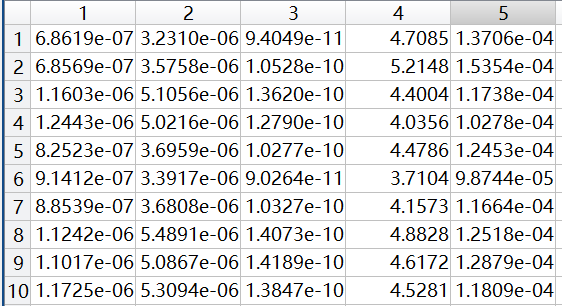 1 2 3 4 5
1 6.8619e-07 3.2310e-06 9.4049e-11 4.7085 1.3706e-04
2 6.8569e-07 3.5758e-06 1.0528e-10 5.2148 1.5354e-04
3 1.1603e-06 5.1056e-06 1.3620e-10 4.4004 1.1738e-04
4 1.2443e-06 5.0216e-06 1.2790e-10 4.0356 1.0278e-04
5 8.2523e-07 3.6959e-06 1.0277e-10 4.4786 1.2453e-04
6 9.1412e-07 3.3917e-06 9.0264e-11 3.7104 9.8744e-05
7 8.8539e-07 3.6808e-06 1.0327e-10 4.1573 1.1664e-04
8 1.1242e-06 5.4891e-06 1.4073e-10 4.8828 1.2518e-04
9 1.1017e-06 5.0867e-06 1.4189e-10 4.6172 1.2879e-04
10 1.1725e-06 5.3094e-06 1.3847e-10 4.5281 1.1809e-04